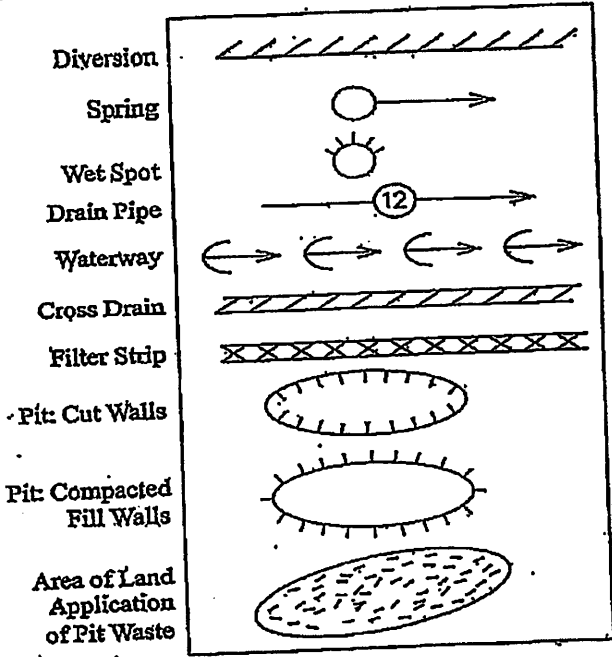 Diversion
Spring
Wet Spot
Drain Pipe
12
Waterway
Cross Drain
Filter Strip
Pit: Cut Walls
Pit: Compacted
Fill Walls
Area of Land
Application
of Pit Waste